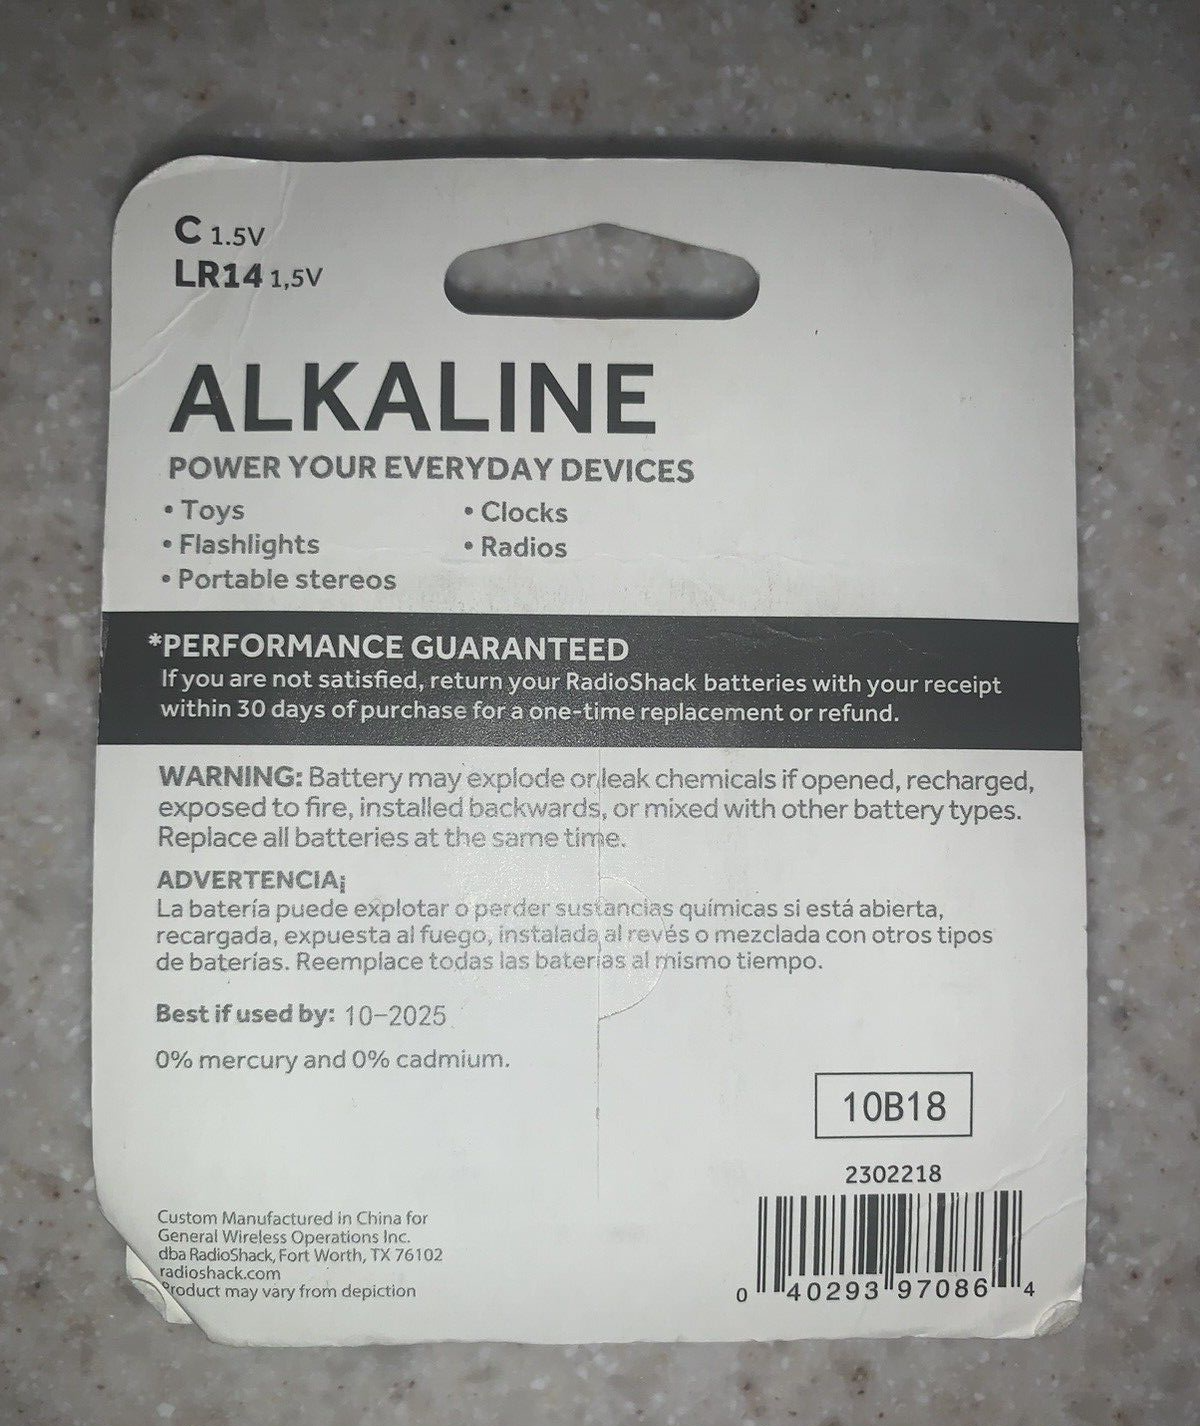 C 1.5V
LR14 1,5V
ALKALINE
POWER YOUR EVERYDAY DEVICES
• Toys
• Flashlights
• Portable stereos
• Clocks
• Radios
*PERFORMANCE GUARANTEED
If you are not satisfied, return your RadioShack batteries with your receipt
within 30 days of purchase for a one-time replacement or refund.
WARNING: Battery may explode or leak chemicals if opened, recharged,
exposed to fire, installed backwards, or mixed with other battery types.
Replace all batteries at the same time.
ADVERTENCIA¡
La batería puede explotar o perder sustancias químicas si está abierta,
recargada, expuesta al fuego, instalada al revés o mezclada con otros tipos
de baterías. Reemplace todas las baterías al mismo tiempo.
Best if used by: 10-2025
0% mercury and 0% cadmium.
10B18
2302218
0 40293 97086 4
Custom Manufactured in China for
General Wireless Operations Inc.
dba RadioShack, Fort Worth, TX 76102
radioshack.com
Product may vary from depiction